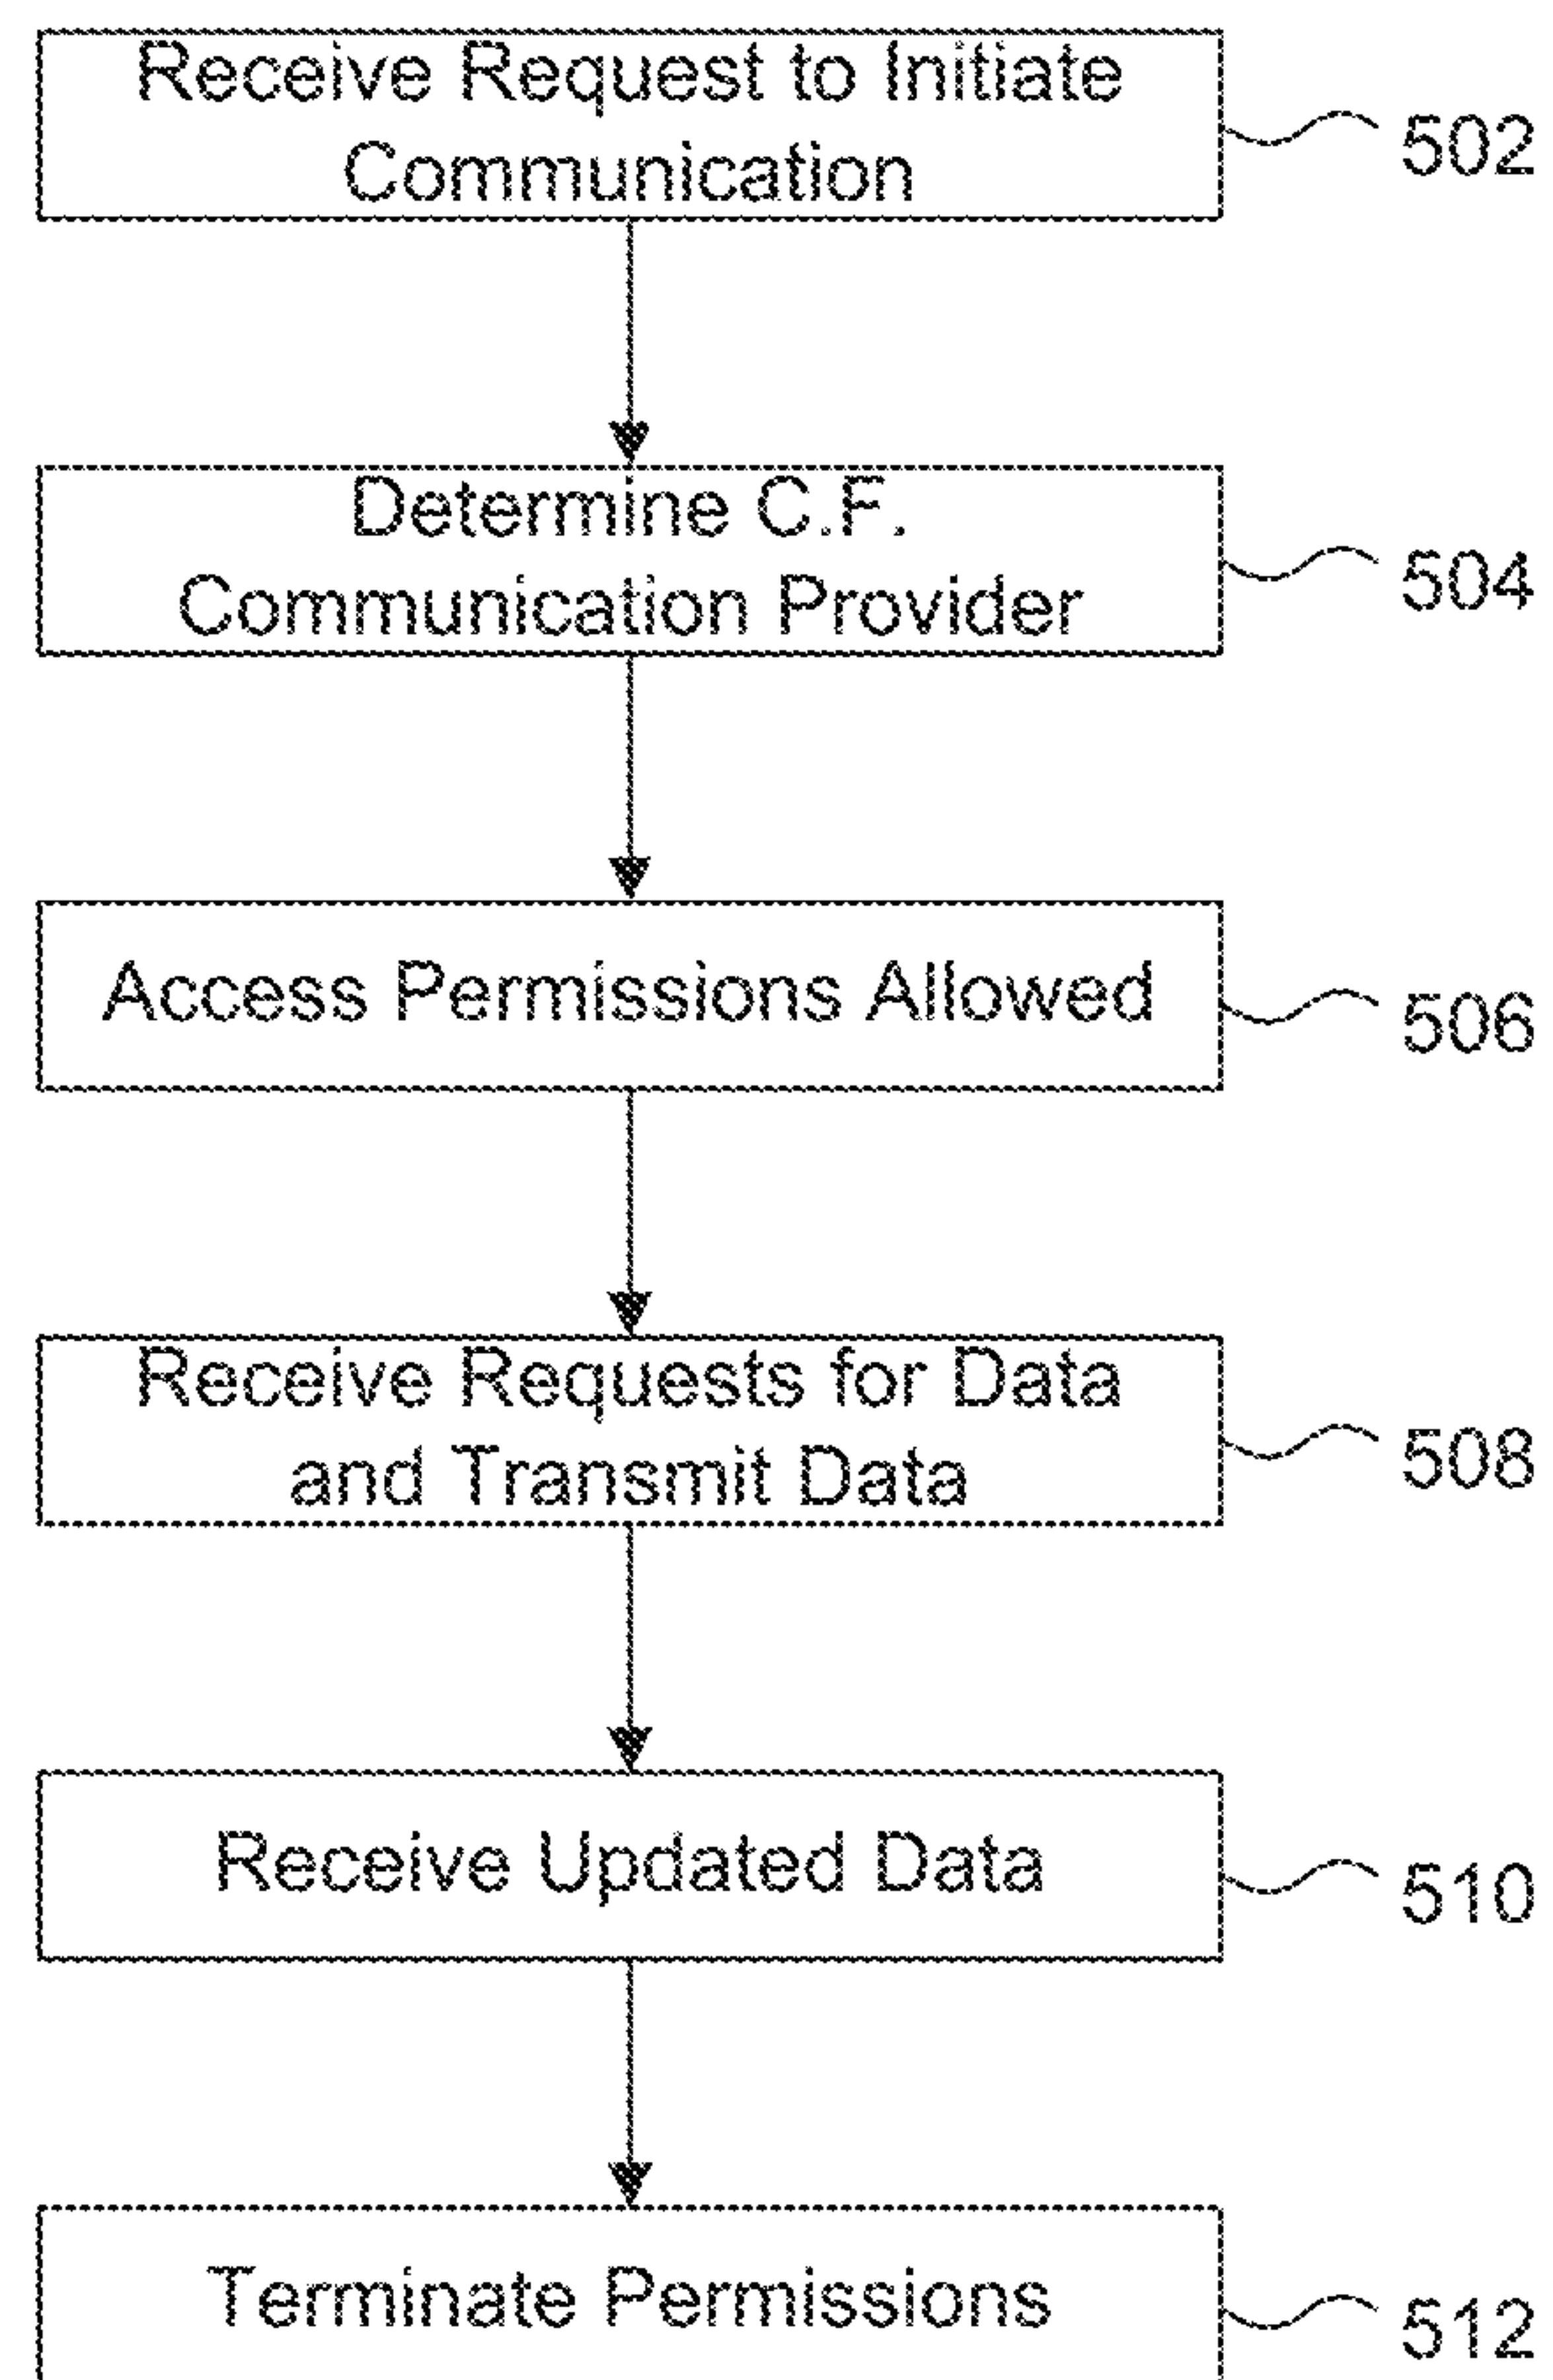 Receive Request to Initiate
Communication
502
Determine C.F.
Communication Provider
504
Access Permissions Allowed
506
Receive Requests for Data
and Transmit Data
508
Receive Updated Data
510
Terminate Permissions
512